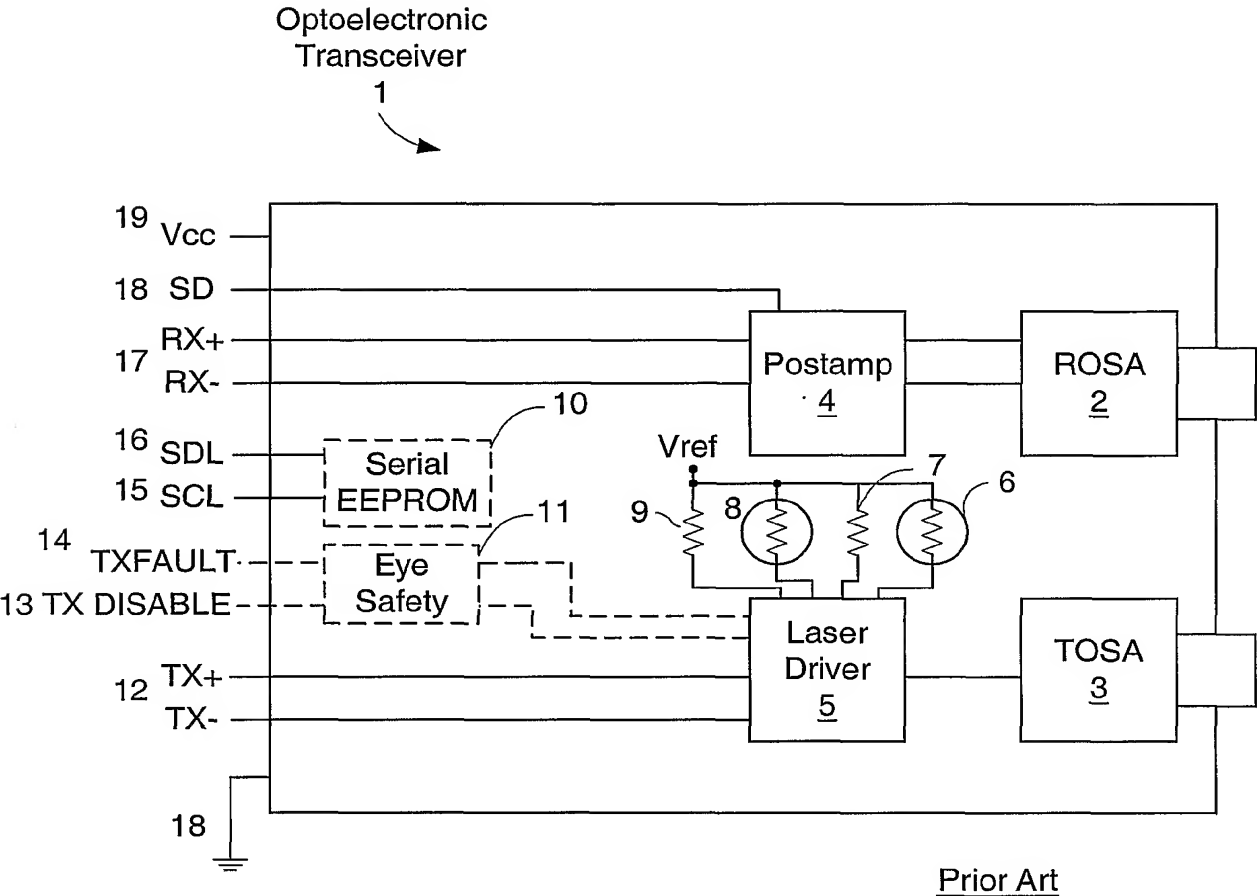 Optoelectronic
Transceiver
1
19
Vcc
18 SD
RX+
17
RX-
Postamp
4
ROSA
2
10
16
SDL
15 SCL
Serial
EEPROM
Vref
7
6
9
8
11
14
TXFAULT
13 TX DISABLE
Eye
Safety
Laser
Driver
5
TOSA
3
TX+
12
TX-
18
Prior Art